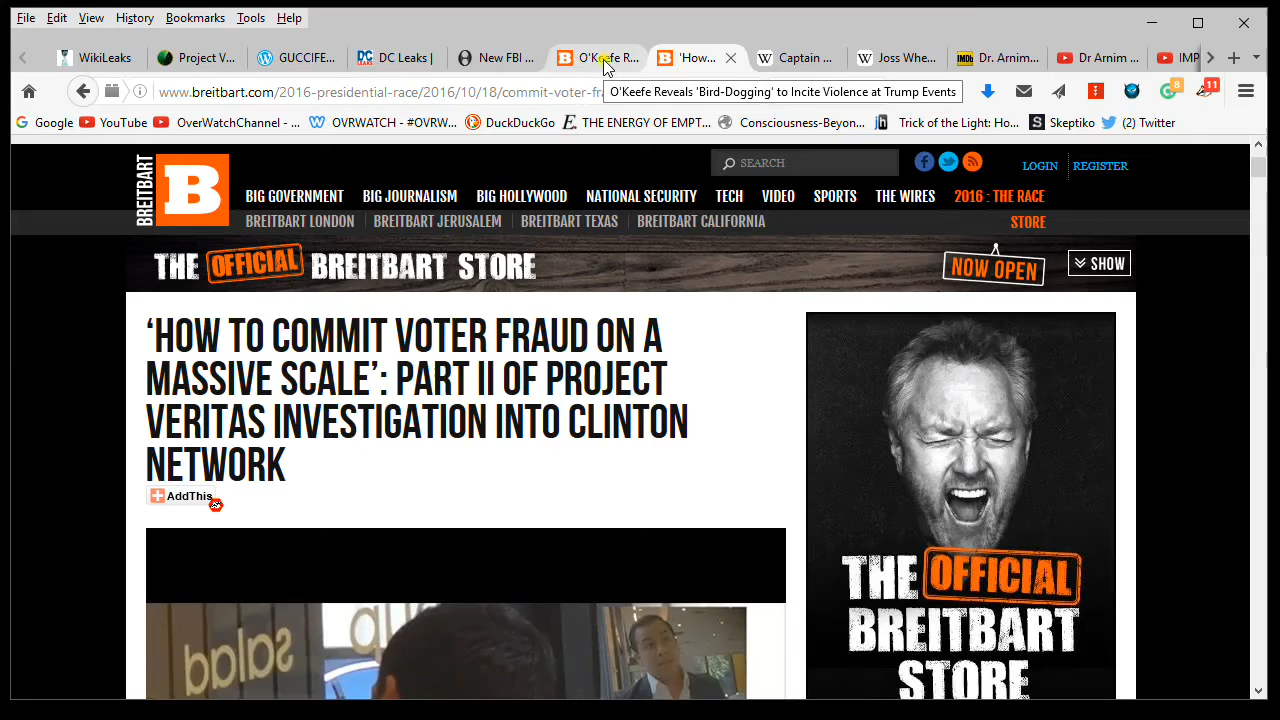 File Edit View History Bookmarks Tools Help
WikiLeaks Project V... GUCCIFE... DC Leaks | New FBI ... O'Keefe R... 'How... Captain ... Joss Whe... Dr. Arnim... Dr Arnim ... IMP
www.breitbart.com/2016-presidential-race/2016/10/18/commit-voter-fra
O'Keefe Reveals 'Bird-Dogging' to Incite Violence at Trump Events
8
11
Google YouTube OverWatchChannel - ... OVRWATCH - #OVRW... DuckDuckGo THE ENERGY OF EMPT... Consciousness-Beyon... Trick of the Light: Ho... Skeptiko (2) Twitter
BREITBART
B
SEARCH
LOGIN REGISTER
BIG GOVERNMENT BIG JOURNALISM BIG HOLLYWOOD NATIONAL SECURITY TECH VIDEO SPORTS THE WIRES 2016 : THE RACE
BREITBART LONDON BREITBART JERUSALEM BREITBART TEXAS BREITBART CALIFORNIA STORE
THE OFFICIAL BREITBART STORE
NOW OPEN
SHOW
‘HOW TO COMMIT VOTER FRAUD ON A
MASSIVE SCALE’: PART II OF PROJECT
VERITAS INVESTIGATION INTO CLINTON
NETWORK
AddThis
salad
THE OFFICIAL
BREITBART
STORE